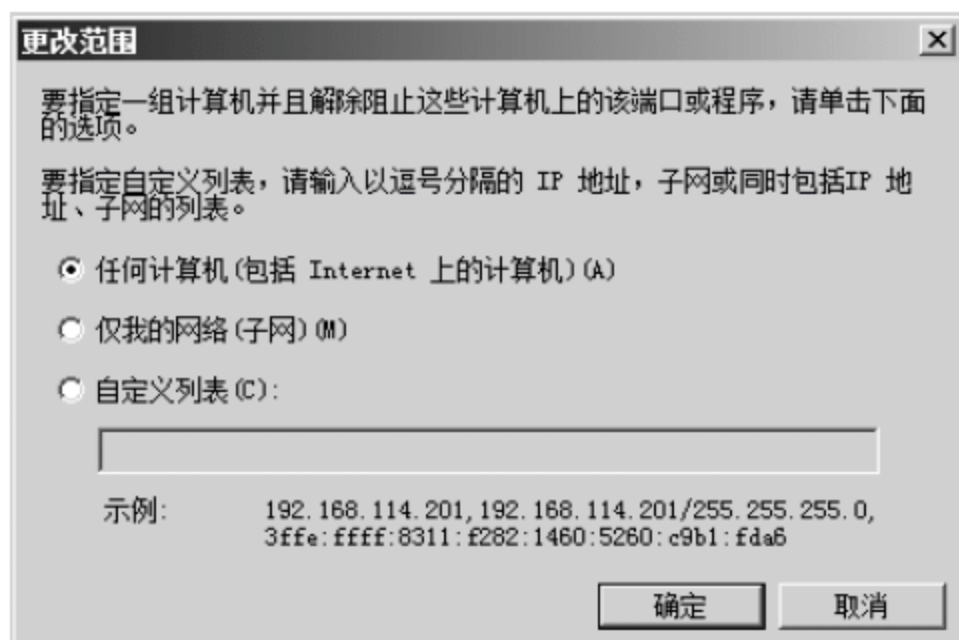 更改范围
要指定一组计算机并且解除阻止这些计算机上的该端口或程序，请单击下面
的选项。
要指定自定义列表，请输入以逗号分隔的 IP 地址，子网或同时包括IP 地
址、子网的列表。
任何计算机(包括 Internet 上的计算机)(A)
仅我的网络(子网)(M)
自定义列表(C):
示例: 192.168.114.201,192.168.114.201/255.255.255.0,
3ffe:ffff:8311:f282:1460:5260:c9b1:fda6
确定 取消